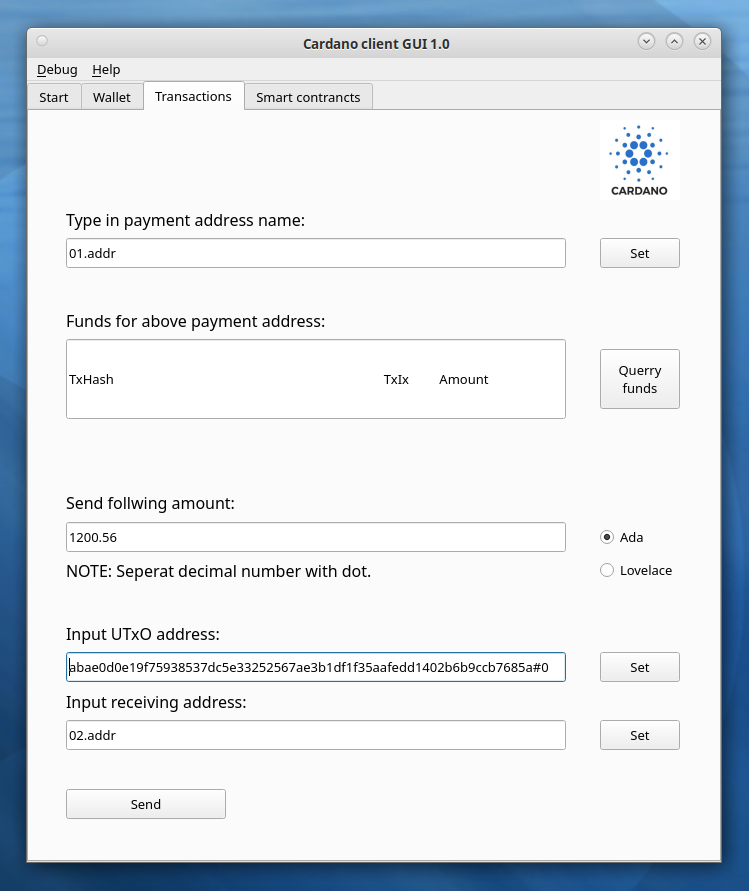 Cardano client GUI 1.0
Debug Help
Start Wallet Transactions Smart contrancts
CARDANO
Type in payment address name:
01.addr Set
Funds for above payment address:
TxHash TxIx Amount
Querry
funds
Send follwing amount:
1200.56 Ada
NOTE: Seperat decimal number with dot. Lovelace
Input UTxO address:
abae0d0e19f75938537dc5e33252567ae3b1df1f35aafedd1402b6b9ccb7685a#0 Set
Input receiving address:
02.addr Set
Send